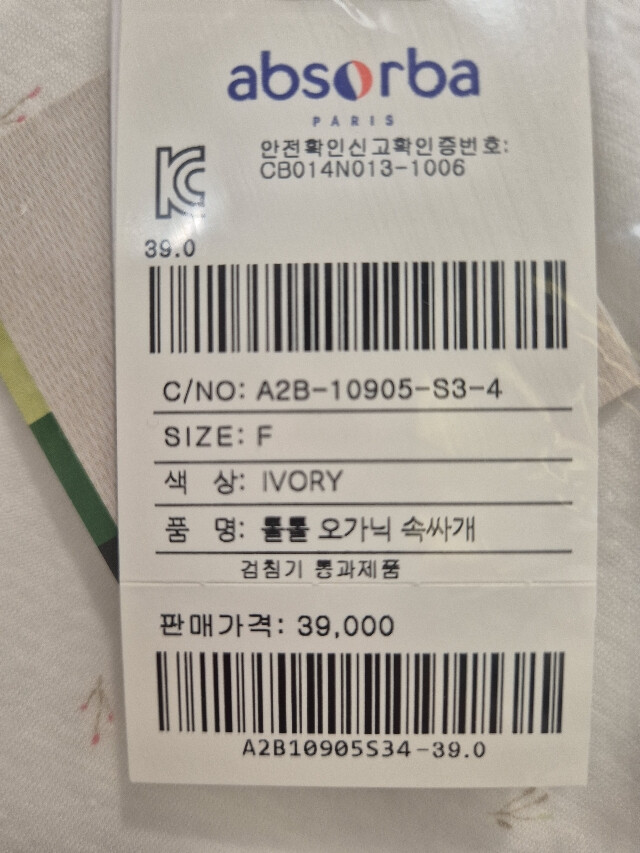 absorba
PARIS
안전확인신고확인증번호:
CB014N013-1006
39.0
C/NO: A2B-10905-S3-4
SIZE: F
색 상: IVORY
품 명: 톨톨 오가닉 속싸개
검침기 통과제품
판매가격: 39,000
A2B10905S34-39.0